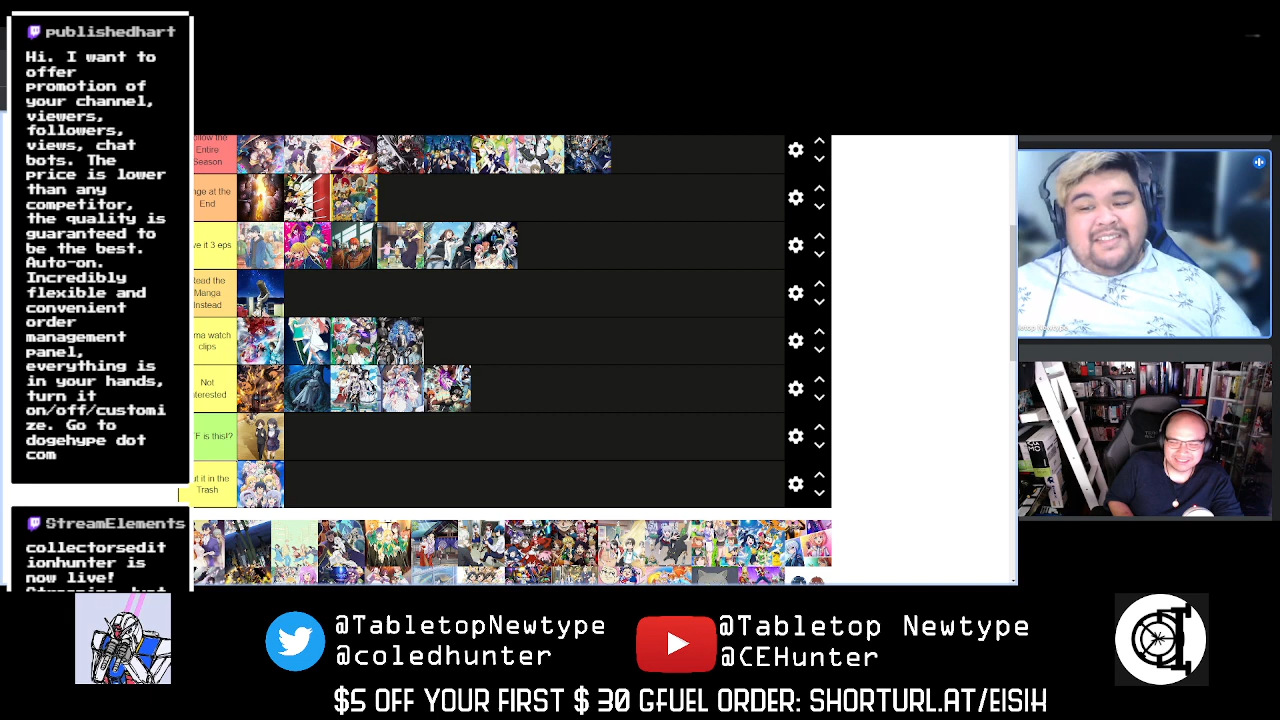 publishedhart
Hi. I want to
offer
promotion of
your channel,
viewers,
followers,
views, chat
bots. The
price is lower
than any
competitor,
the quality is
guaranteed to
be the best.
Auto-on.
Incredibly
flexible and
convenient
order
management
panel,
everything is
in your hands,
turn it
on/off/customi
ze. Go to
dogehype dot
com
StreamElements
collectorsedit
ionhunter is
now live!
Entire
Season
at the
End
it 3 eps
the
Manga
Instead
watch
clips
Not
is this!?
it in the
Trash
@TabletopNewtype
@coledhunter
@Tabletop Newtype
@CEHunter
$5 OFF YOUR FIRST $ 30 GFUEL ORDER: SHORTURL.AT/EISIH